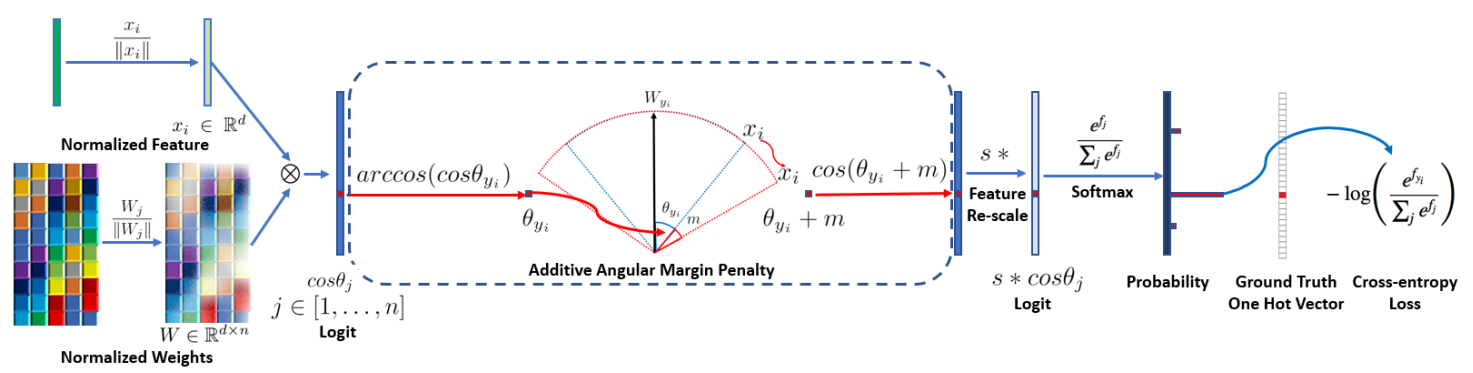 x_i / ‖x_i‖
x_i ∈ ℝ^d
Normalized Feature
W_j / ‖W_j‖
W ∈ ℝ^{d×n}
Normalized Weights
⊗
cosθ_j
j ∈ [1, . . . , n]
Logit
arccos(cosθ_{y_i})
θ_{y_i}
W_{y_i}
x_i
x_i
θ_{y_i}
m
Additive Angular Margin Penalty
cos(θ_{y_i} + m)
θ_{y_i} + m
s *
Feature
Re-scale
s * cosθ_j
Logit
e^{f_j} / ∑_j e^{f_j}
Softmax
Probability
Ground Truth
One Hot Vector
− log( e^{f_{y_i}} / ∑_j e^{f_j} )
Cross-entropy
Loss